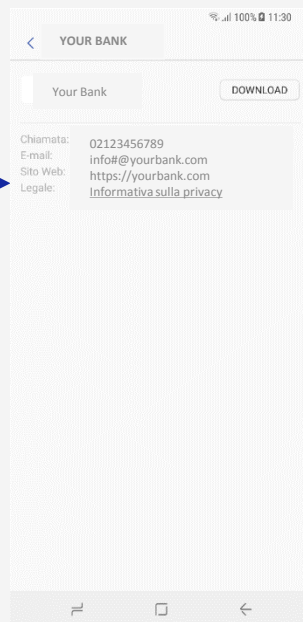 100% 11:30
YOUR BANK
Your Bank
DOWNLOAD
Chiamata: 02123456789
E-mail: info#@yourbank.com
Sito Web: https://yourbank.com
Legale: Informativa sulla privacy